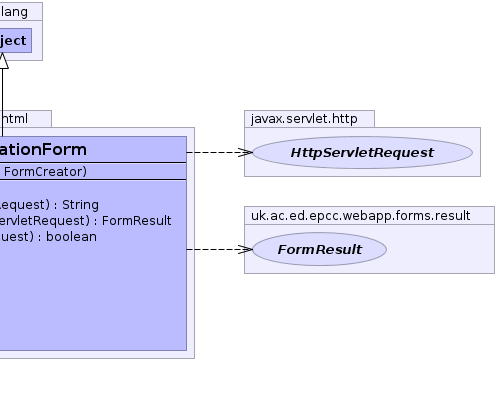 lang
ject
html
ationForm
FormCreator)
equest) : String
ervletRequest) : FormResult
uest) : boolean
javax.servlet.http
HttpServletRequest
uk.ac.ed.epcc.webapp.forms.result
FormResult